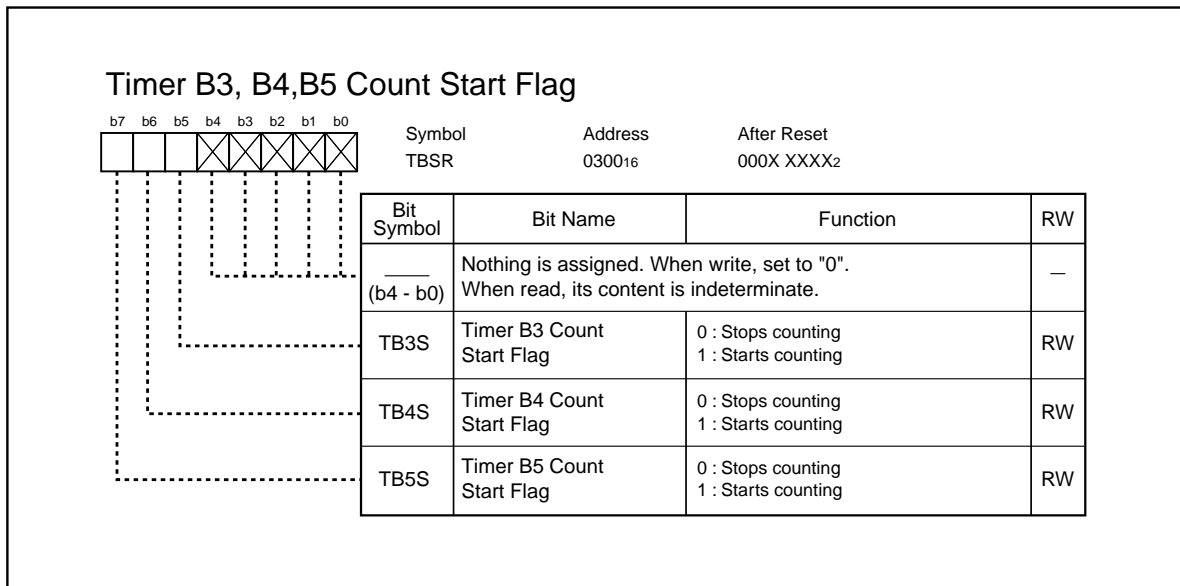 Timer B3, B4,B5 Count Start Flag
b7 b6 b5 b4 b3 b2 b1 b0
Symbol Address After Reset
TBSR 030016 000X XXXX2
Bit Symbol Bit Name Function RW
(b4 - b0) Nothing is assigned. When write, set to "0". —
When read, its content is indeterminate.
TB3S Timer B3 Count 0 : Stops counting RW
Start Flag 1 : Starts counting
TB4S Timer B4 Count 0 : Stops counting RW
Start Flag 1 : Starts counting
TB5S Timer B5 Count 0 : Stops counting RW
Start Flag 1 : Starts counting